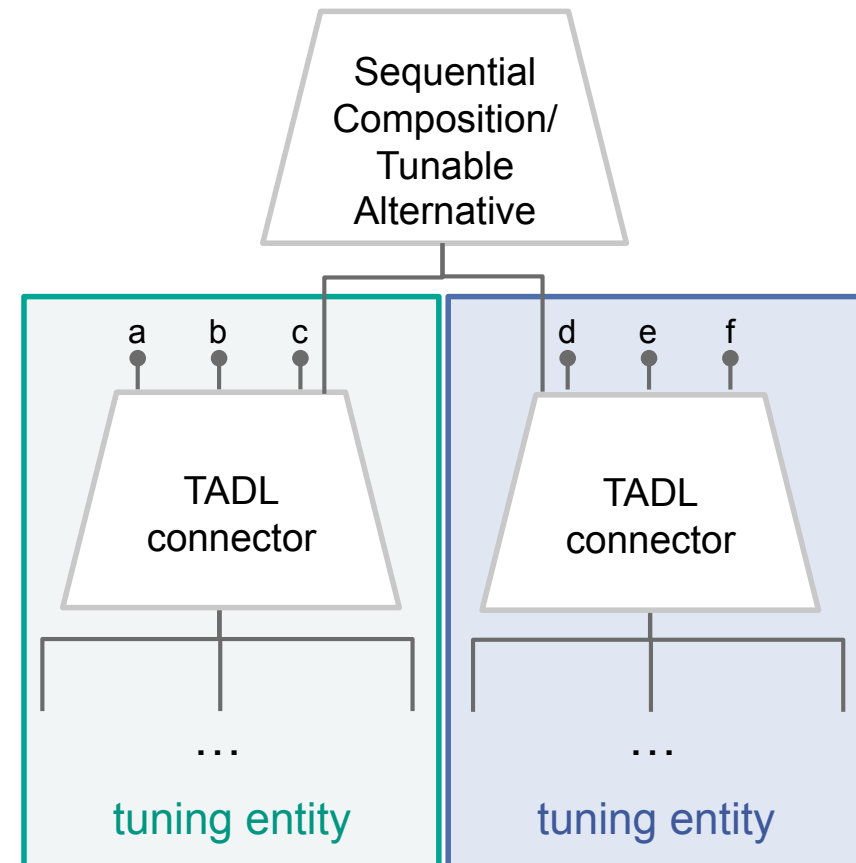 Sequential
Composition/
Tunable
Alternative
a b c
d e f
TADL
connector
TADL
connector
...
...
tuning entity
tuning entity